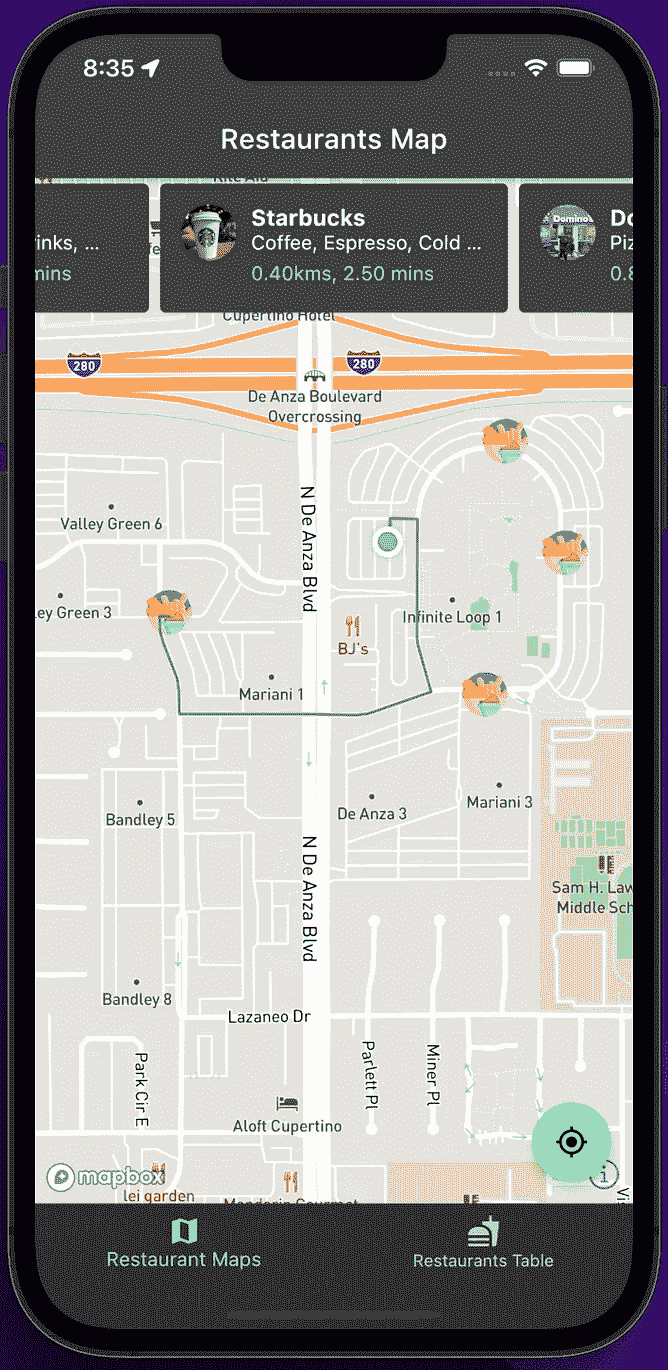 8:35
Restaurants Map
Rite Aid
inks, ...
mins
Starbucks
Coffee, Espresso, Cold ...
0.40kms, 2.50 mins
Domino
Do
Piz
0.8
Cupertino Hotel
280
280
De Anza Boulevard
Overcrossing
Valley Green 6
N De Anza Blvd
ey Green 3
Infinite Loop 1
BJ's
Mariani 1
Bandley 5
De Anza 3
Mariani 3
N De Anza Blvd
Sam H. Law
Middle Sch
Bandley 8
Lazaneo Dr
Park Cir E
Parlett Pl
Miner Pl
Aloft Cupertino
mapbox
lei garden
Mandarin Gourmet
Vis
Restaurant Maps
Restaurants Table